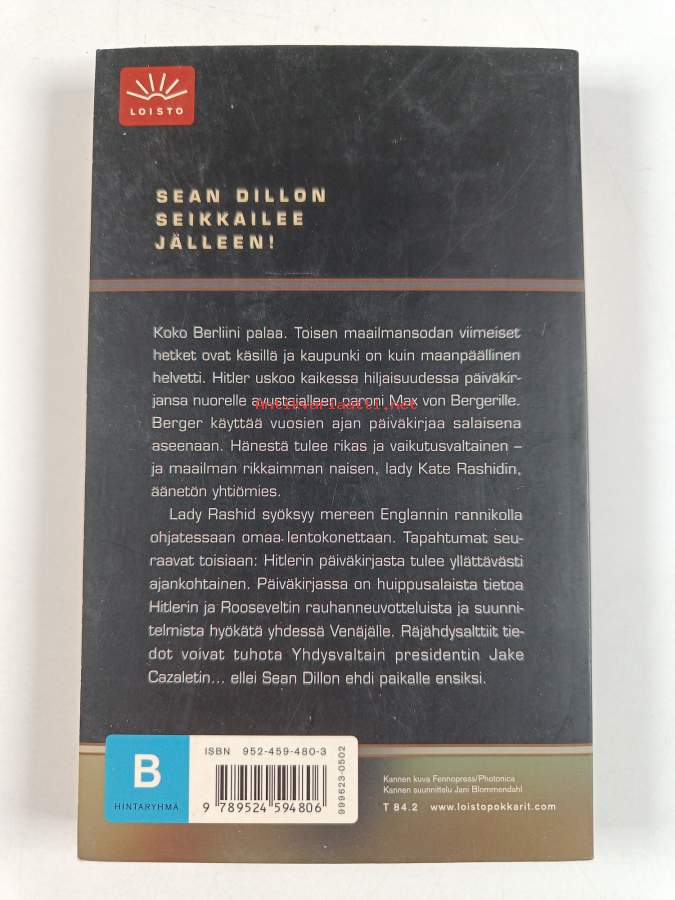 LOISTO
SEAN DILLON
SEIKKAILEE
JÄLLEEN!
Koko Berliini palaa. Toisen maailmansodan viimeiset
hetket ovat käsillä ja kaupunki on kuin maanpäällinen
helvetti. Hitler uskoo kaikessa hiljaisuudessa päiväkir-
jansa nuorelle avustajalleen paroni Max von Bergerille.
Antikvariaatti.net
Berger käyttää vuosien ajan päiväkirjaa salaisena
aseenaan. Hänestä tulee rikas ja vaikutusvaltainen –
ja maailman rikkaimman naisen, lady Kate Rashidin,
äänetön yhtiömies.
Lady Rashid syöksyy mereen Englannin rannikolla
ohjatessaan omaa lentokonettaan. Tapahtumat seu-
raavat toisiaan: Hitlerin päiväkirjasta tulee yllättävästi
ajankohtainen. Päiväkirjassa on huippusalaista tietoa
Hitlerin ja Rooseveltin rauhanneuvotteluista ja suunni-
telmista hyökätä yhdessä Venäjälle. Räjähdysalttiit tie-
dot voivat tuhota Yhdysvaltain presidentin Jake
Cazaletin... ellei Sean Dillon ehdi paikalle ensiksi.
B
HINTARYHMÄ
ISBN 952-459-480-3
9 789524 594806
999623-0502
Kannen kuva Fennopress/Photonica
Kannen suunnittelu Jani Blommendahl
T 84.2 www.loistopokkarit.com